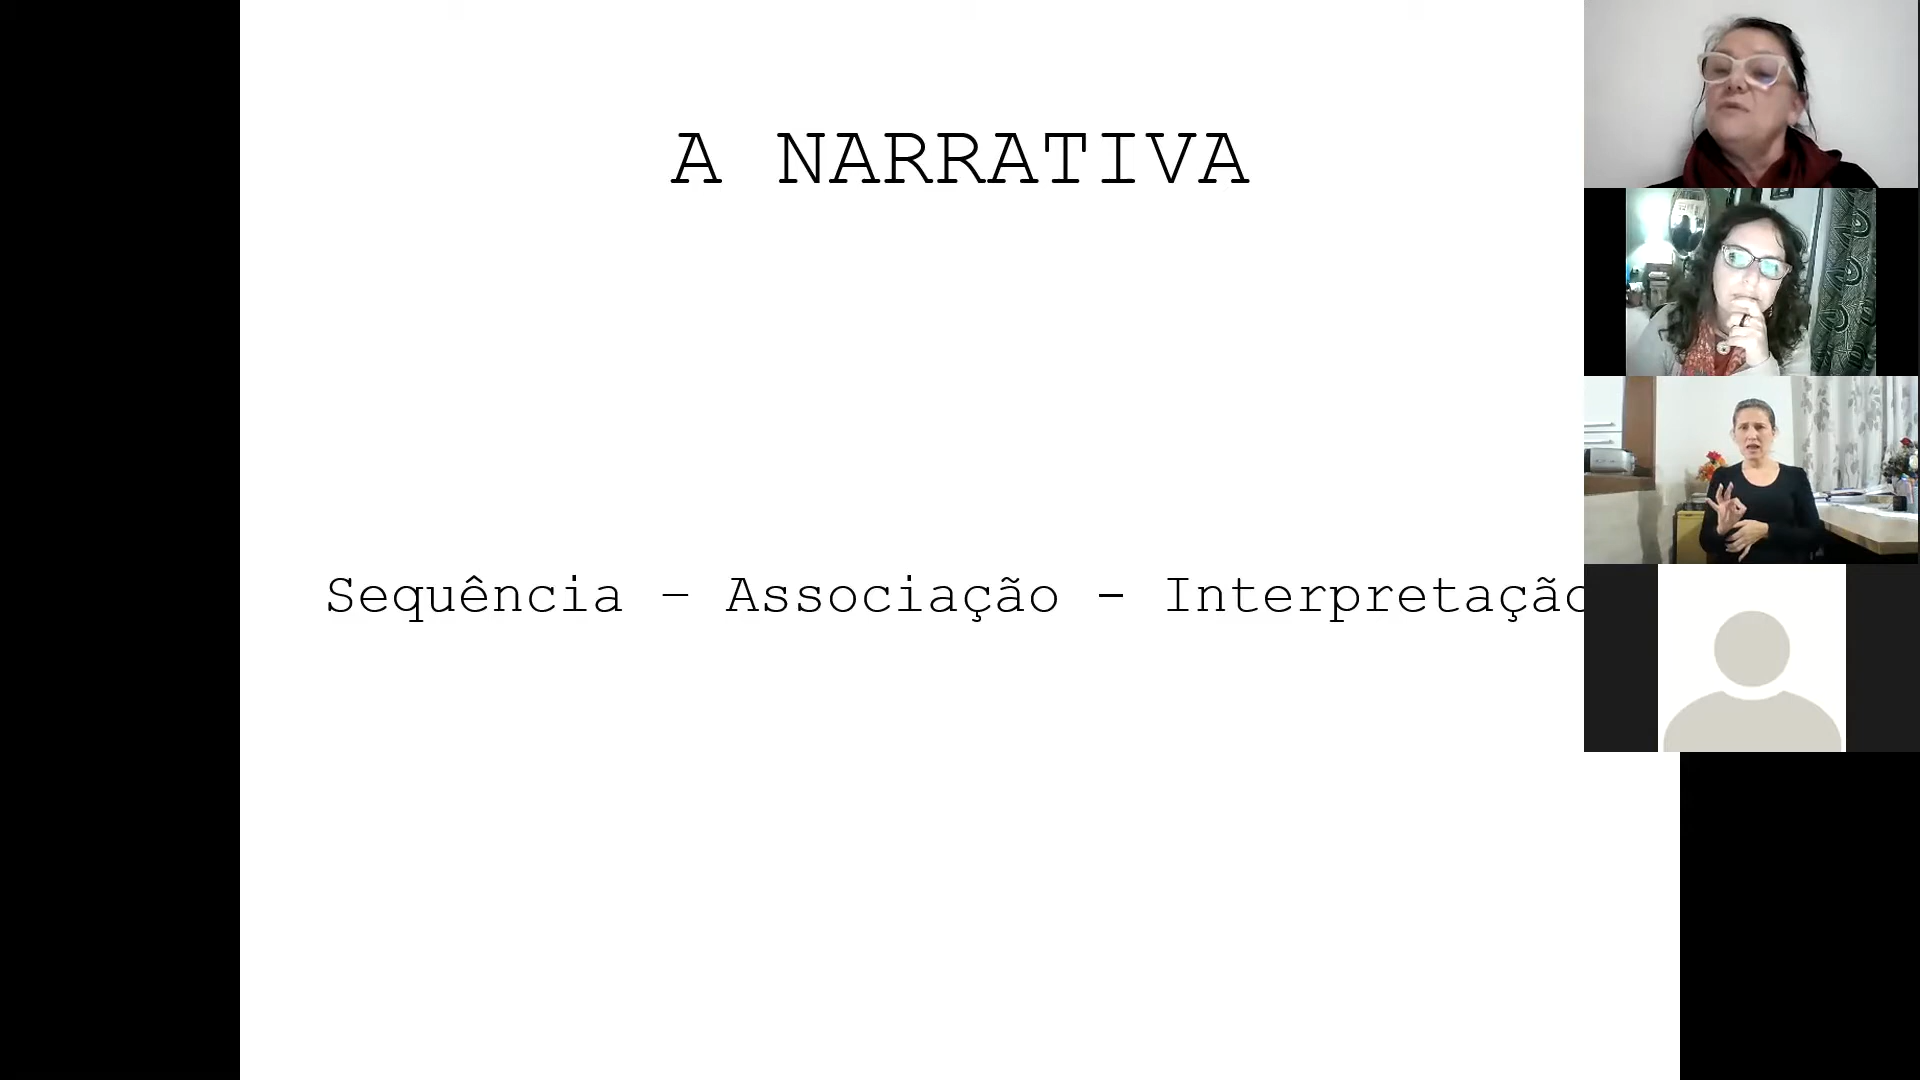 A NARRATIVA
Sequência – Associação - Interpretação